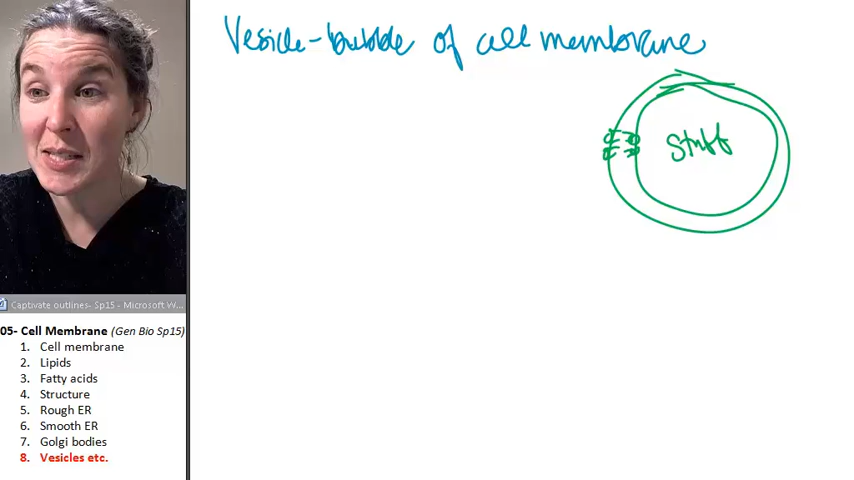 Vesicle-bubble of cell membrane
Stuff
Captivate outlines- Sp15 - Microsoft W...
05- Cell Membrane (Gen Bio Sp15)
1. Cell membrane
2. Lipids
3. Fatty acids
4. Structure
5. Rough ER
6. Smooth ER
7. Golgi bodies
8. Vesicles etc.